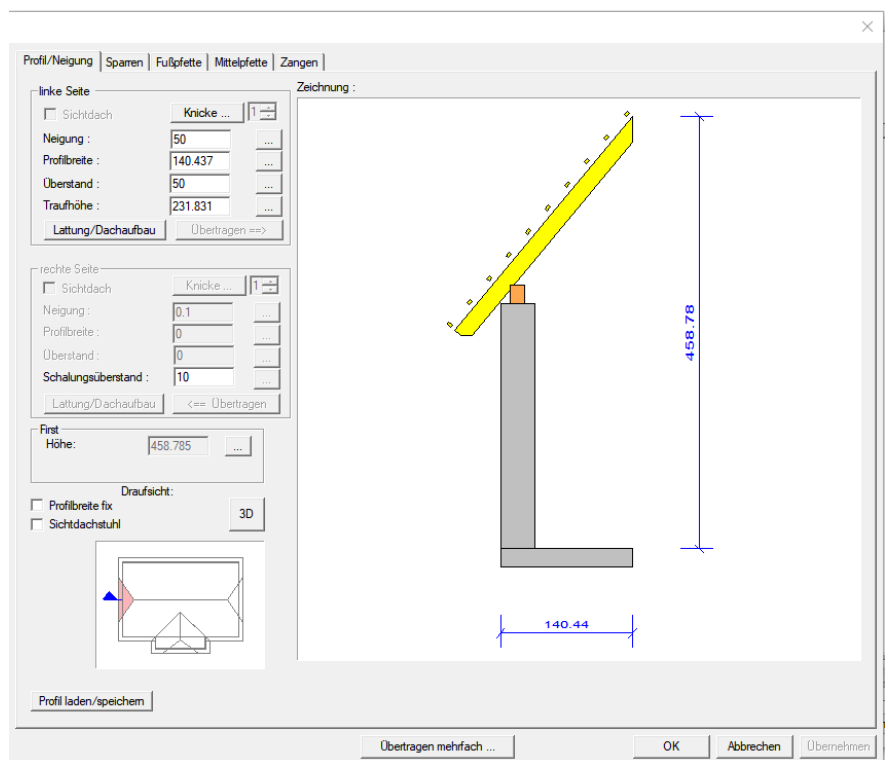 Profil/Neigung Sparren Fußpfette Mittelpfette Zangen
linke Seite
Sichtdach Knicke ... 1
Neigung : 50 ...
Profilbreite : 140.437 ...
Überstand : 50 ...
Traufhöhe : 231.831 ...
Lattung/Dachaufbau Übertragen ==>
rechte Seite
Sichtdach Knicke ... 1
Neigung : 0.1 ...
Profilbreite : 0 ...
Überstand : 0 ...
Schalungsüberstand : 10 ...
Lattung/Dachaufbau <== Übertragen
First
Höhe: 458.785 ...
Draufsicht:
Profilbreite fix
Sichtdachstuhl
3D
Profil laden/speichern
Zeichnung :
458.78
140.44
Übertragen mehrfach ... OK Abbrechen Übernehmen